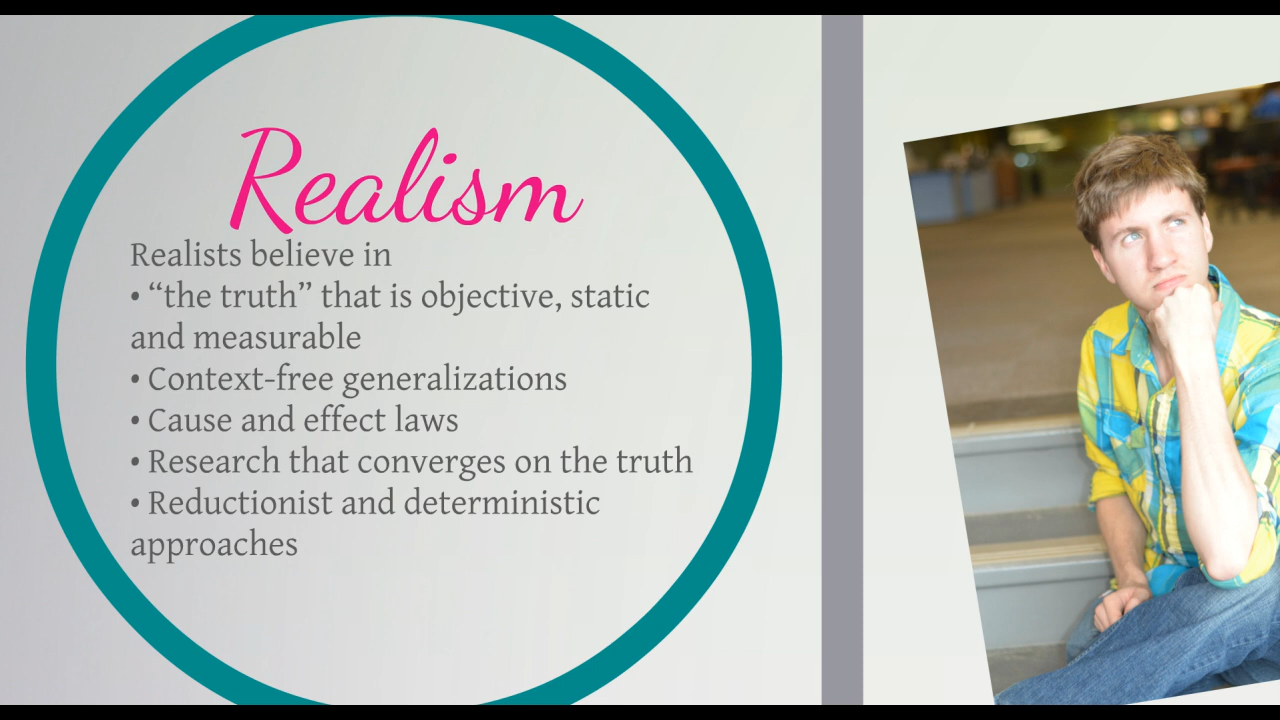 Realism
Realists believe in
• “the truth” that is objective, static
and measurable
• Context-free generalizations
• Cause and effect laws
• Research that converges on the truth
• Reductionist and deterministic
approaches